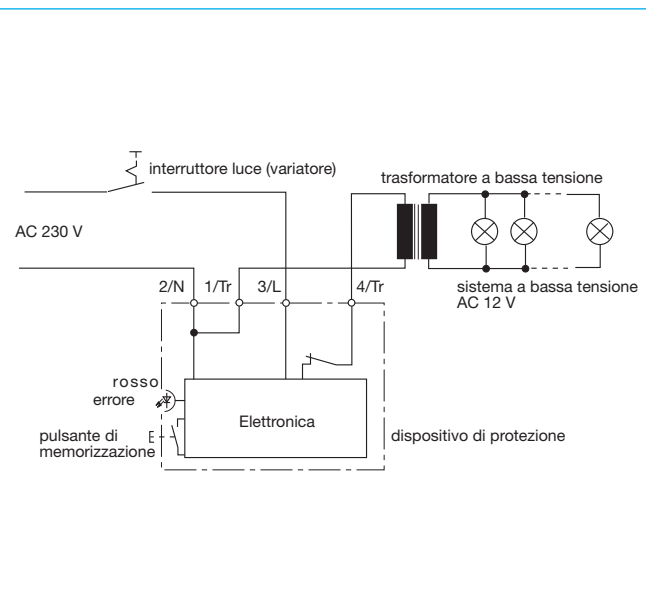 interruttore luce (variatore)
trasformatore a bassa tensione
AC 230 V
2/N 1/Tr 3/L 4/Tr
sistema a bassa tensione
AC 12 V
rosso
errore
Elettronica
pulsante di
memorizzazione
dispositivo di protezione